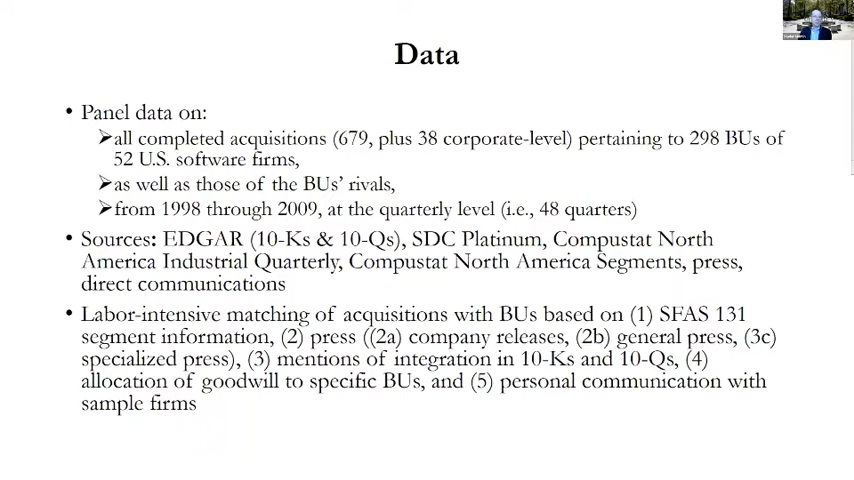 Data
• Panel data on:
➢all completed acquisitions (679, plus 38 corporate-level) pertaining to 298 BUs of
52 U.S. software firms,
➢as well as those of the BUs' rivals,
➢from 1998 through 2009, at the quarterly level (i.e., 48 quarters)
• Sources: EDGAR (10-Ks & 10-Qs), SDC Platinum, Compustat North
America Industrial Quarterly, Compustat North America Segments, press,
direct communications
• Labor-intensive matching of acquisitions with BUs based on (1) SFAS 131
segment information, (2) press ((2a) company releases, (2b) general press, (3c)
specialized press), (3) mentions of integration in 10-Ks and 10-Qs, (4)
allocation of goodwill to specific BUs, and (5) personal communication with
sample firms